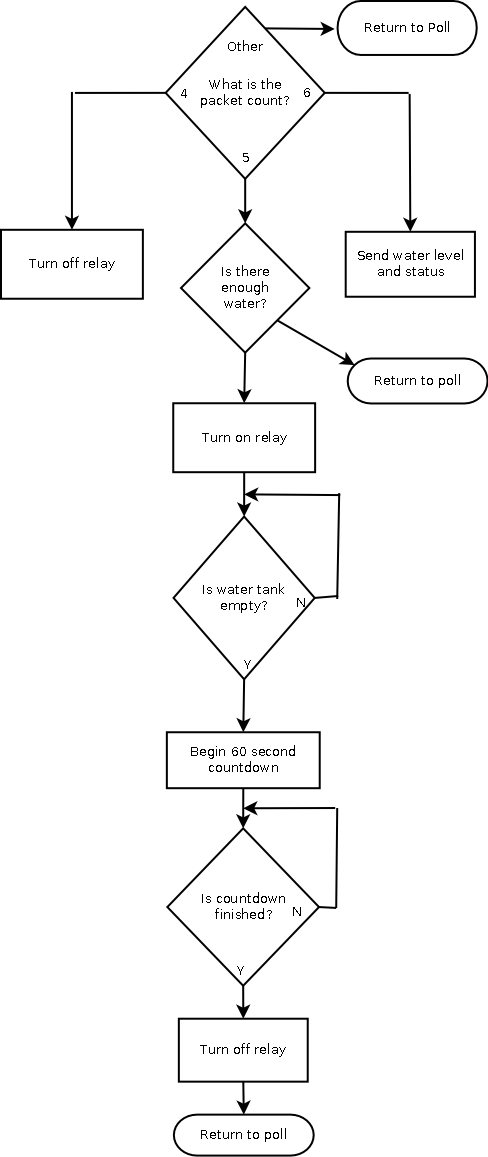 Return to Poll
Other
What is the
packet count?
4
6
5
Turn off relay
Send water level
and status
Is there
enough
water?
Return to poll
Turn on relay
Is water tank
empty?
N
Y
Begin 60 second
countdown
Is countdown
finished?
N
Y
Turn off relay
Return to poll